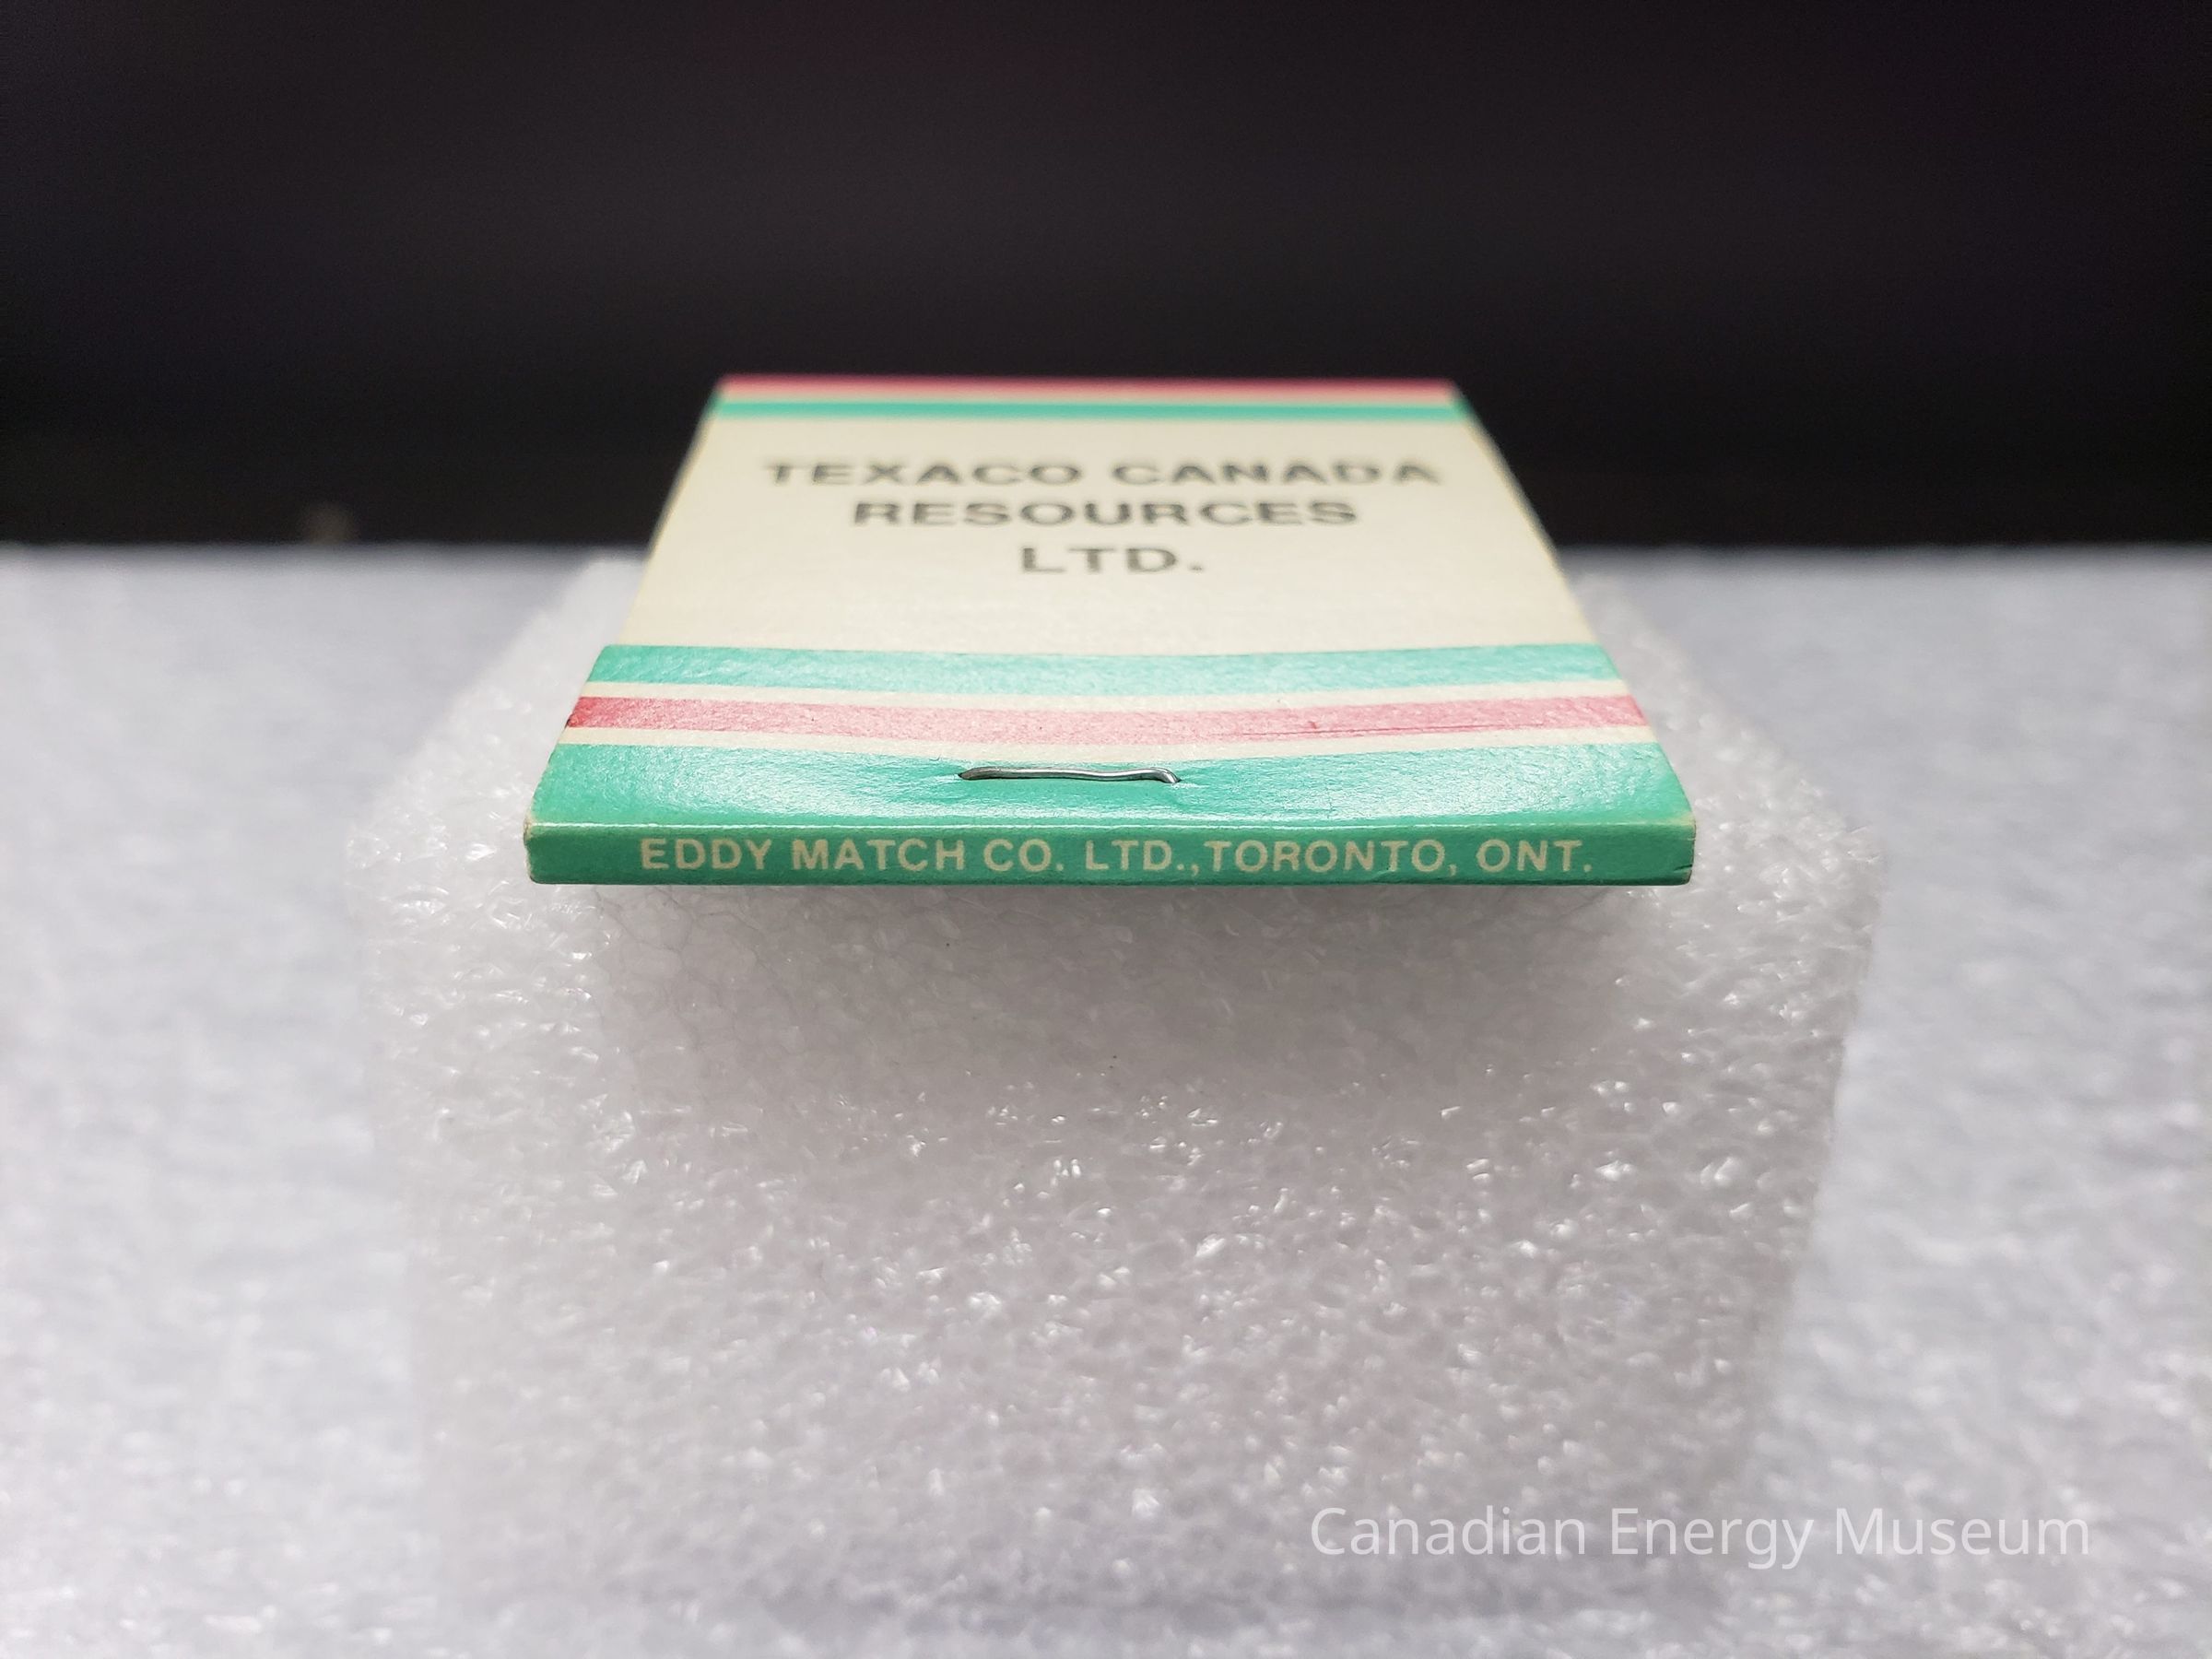 TEXACO CANADA
RESOURCES
LTD.
EDDY MATCH CO. LTD.,TORONTO, ONT.
Canadian Energy Museum